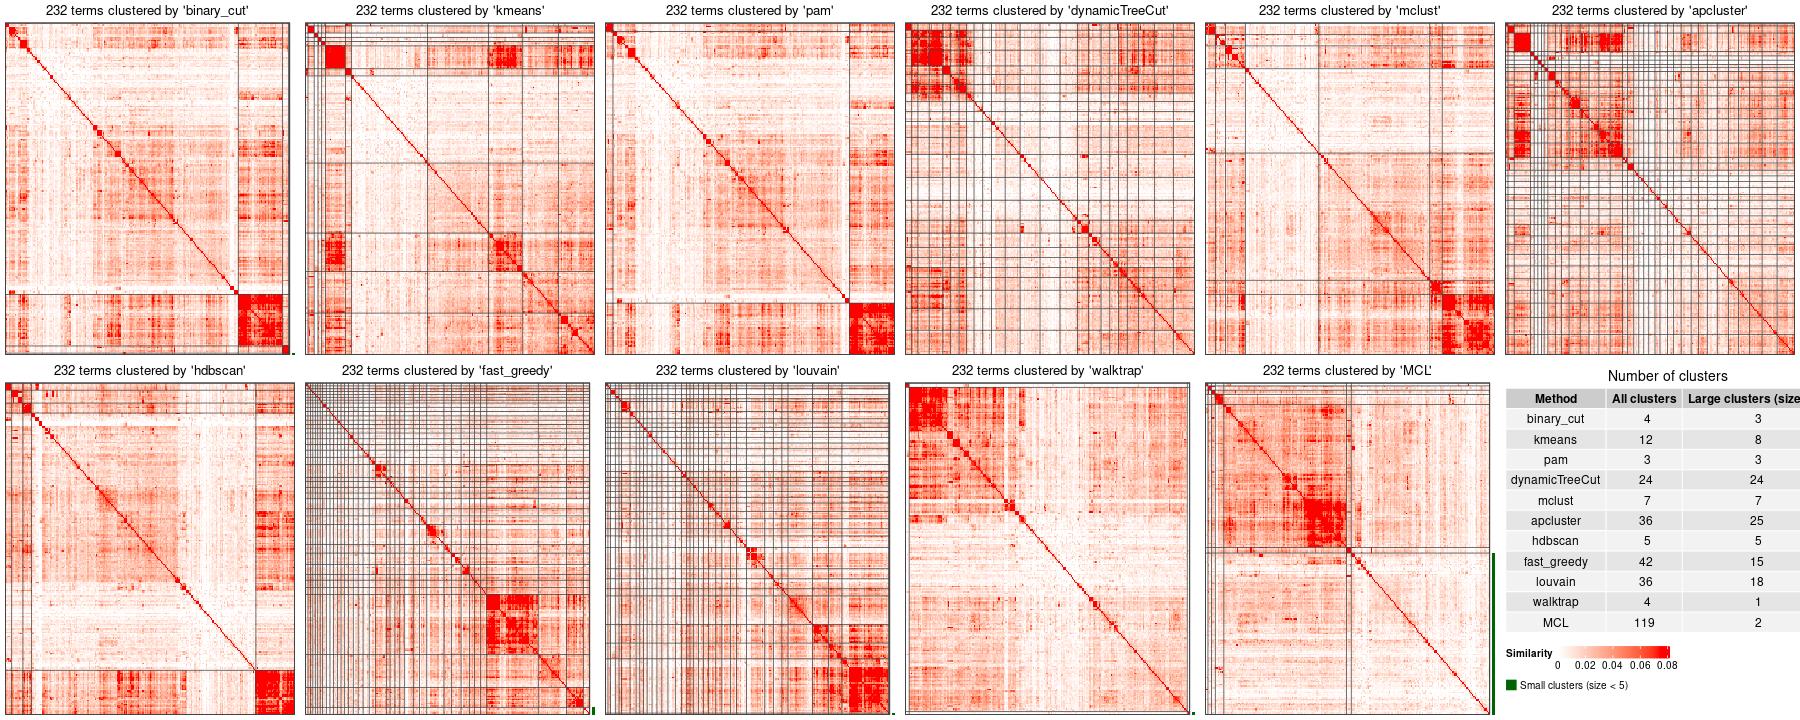 232 terms clustered by 'binary_cut'
232 terms clustered by 'kmeans'
232 terms clustered by 'pam'
232 terms clustered by 'dynamicTreeCut'
232 terms clustered by 'mclust'
232 terms clustered by 'apcluster'
232 terms clustered by 'hdbscan'
232 terms clustered by 'fast_greedy'
232 terms clustered by 'louvain'
232 terms clustered by 'walktrap'
232 terms clustered by 'MCL'
Number of clusters
Method All clusters Large clusters (size
binary_cut 4 3
kmeans 12 8
pam 3 3
dynamicTreeCut 24 24
mclust 7 7
apcluster 36 25
hdbscan 5 5
fast_greedy 42 15
louvain 36 18
walktrap 4 1
MCL 119 2
Similarity
0 0.02 0.04 0.06 0.08
Small clusters (size < 5)